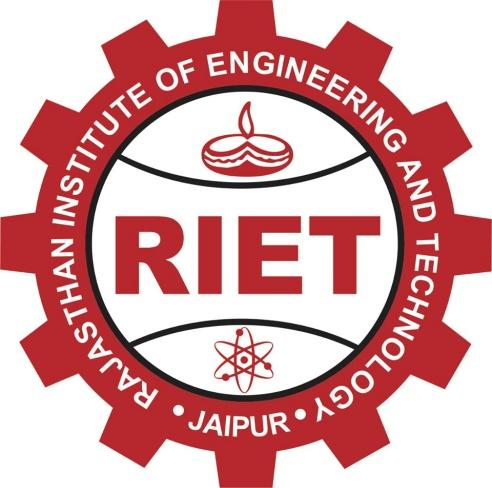 RAJASTHAN INSTITUTE OF ENGINEERING AND TECHNOLOGY
RIET
• JAIPUR •